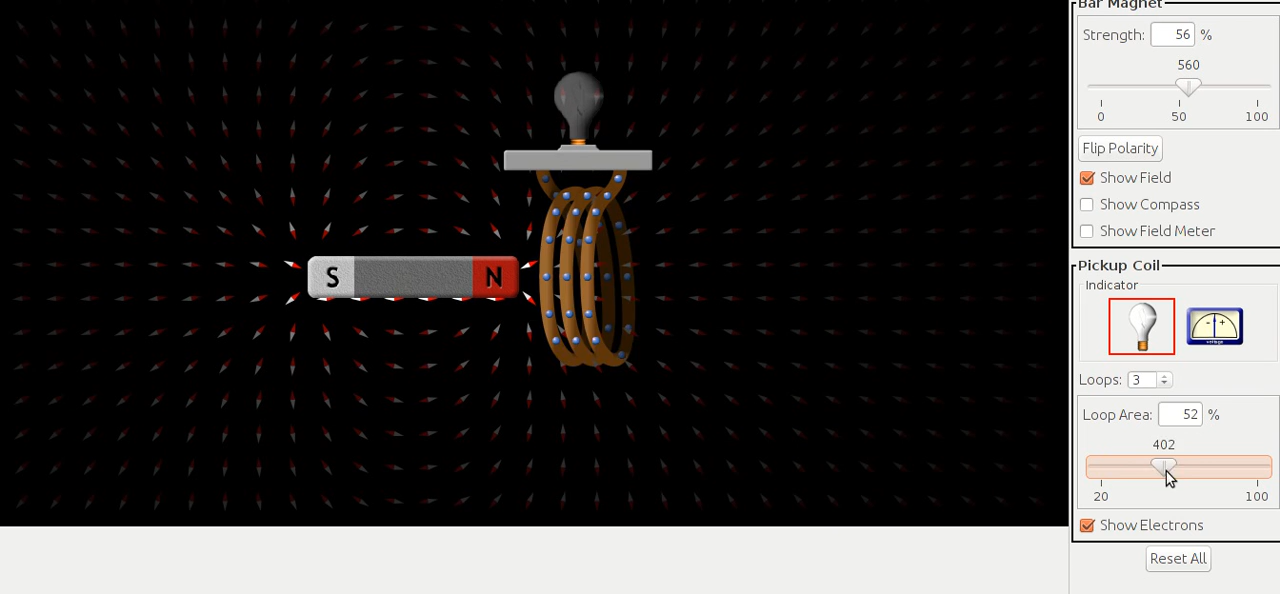 Bar Magnet
Strength: 56 %
560
0 50 100
Flip Polarity
Show Field
Show Compass
Show Field Meter
S N
Pickup Coil
Indicator
- +
voltage
Loops: 3
Loop Area: 52 %
402
20 100
Show Electrons
Reset All